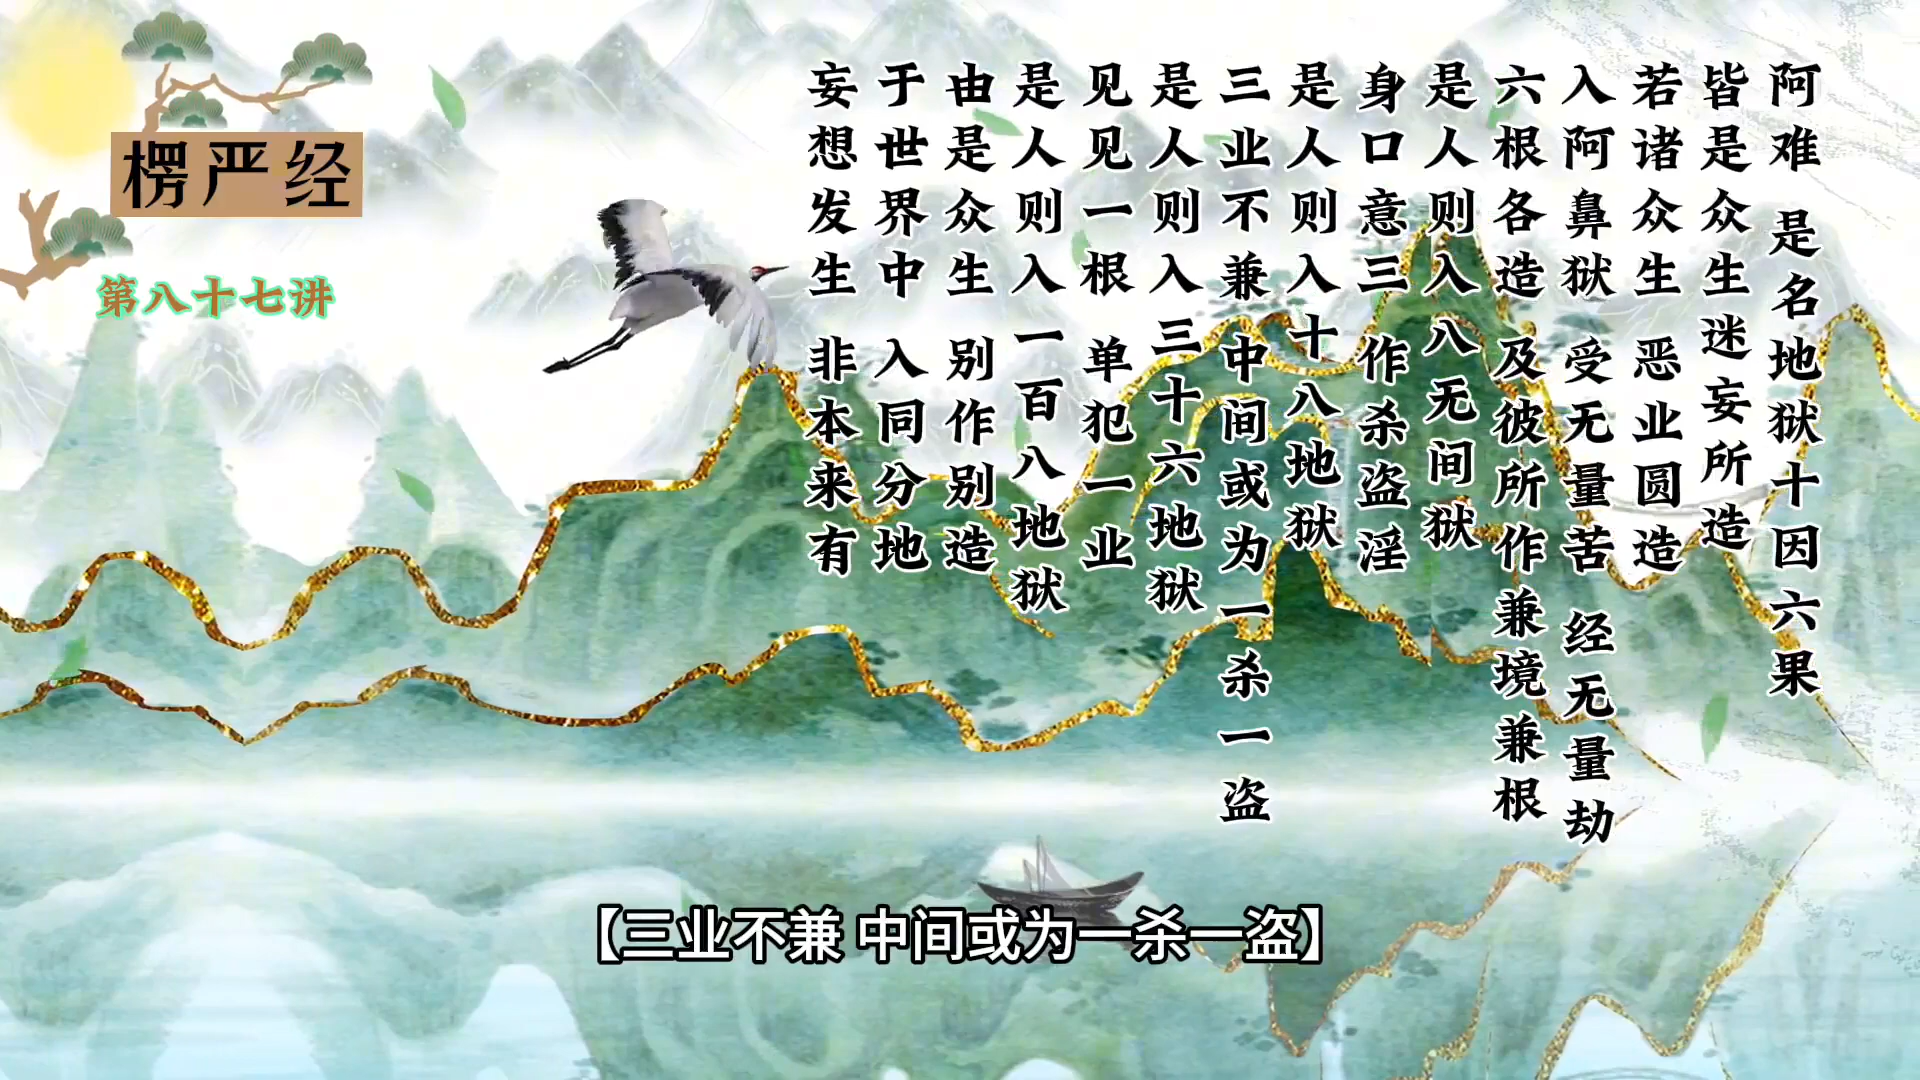 楞严经
第八十七讲
阿难 是名地狱十因六果
皆是众生迷妄所造
若诸众生 恶业圆造
入阿鼻狱 受无量苦 经无量劫
六根各造 及彼所作兼境兼根
是人则入八无间狱
身口意三 作杀盗淫
是人则入十八地狱
三业不兼 中间或为 一杀一盗
是人则入三十六地狱
见见一根 单犯一业
是人则入一百八地狱
由是众生 别作别造
于世界中 入同分地
妄想发生 非本来有
【三业不兼 中间或为一杀一盗】